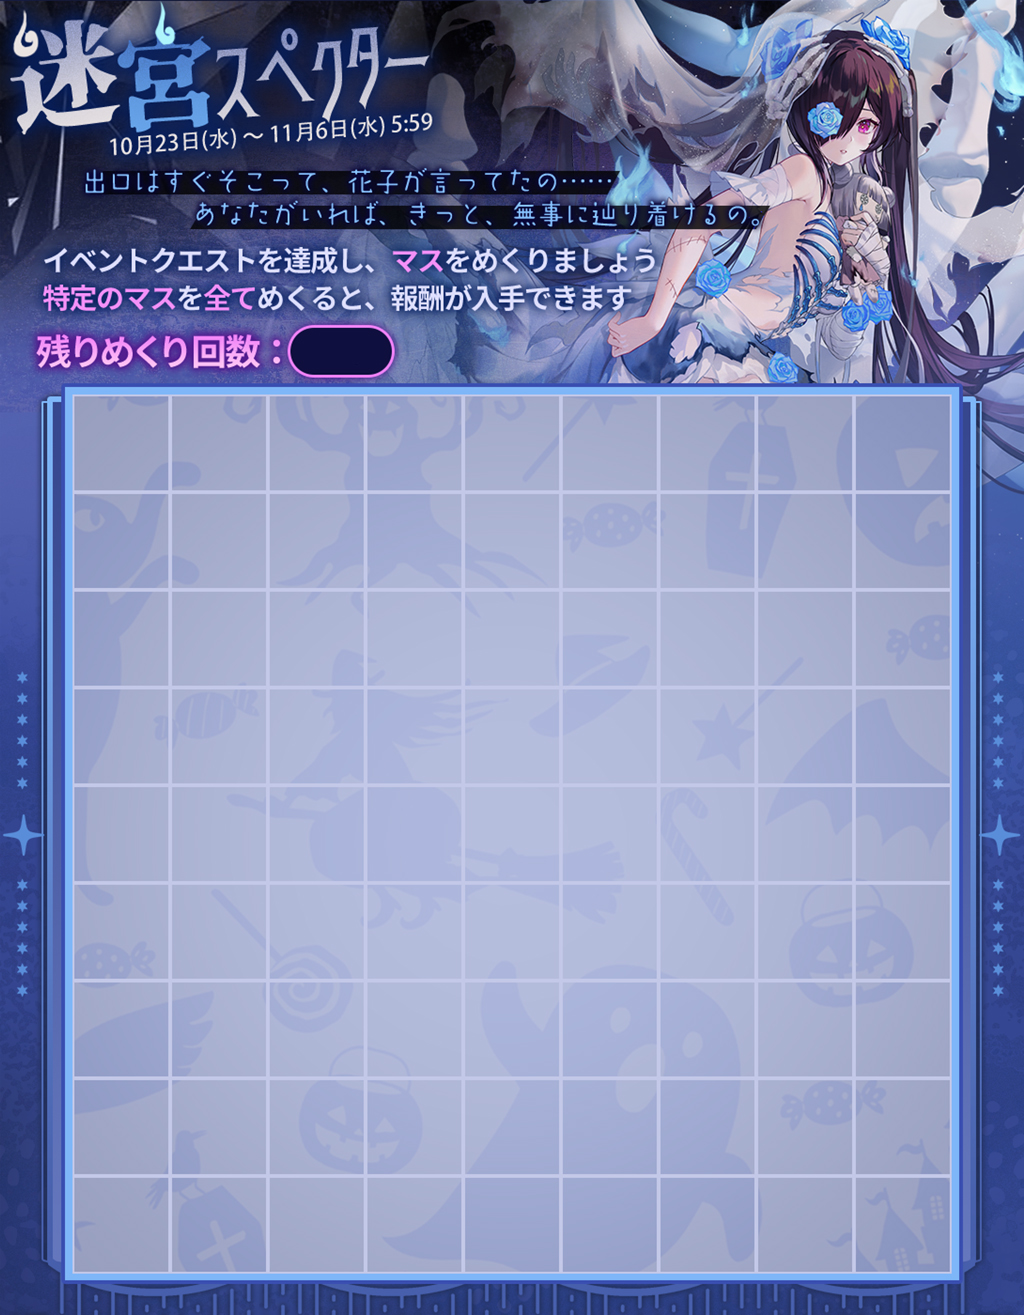 迷宮スペクター
10月23日(水) ～ 11月6日(水) 5:59
出口はすぐそこって、花子が言ってたの……
あなたがいれば、きっと、無事に辿り着けるの。
イベントクエストを達成し、マスをめくりましょう
特定のマスを全てめくると、報酬が入手できます
残りめくり回数：